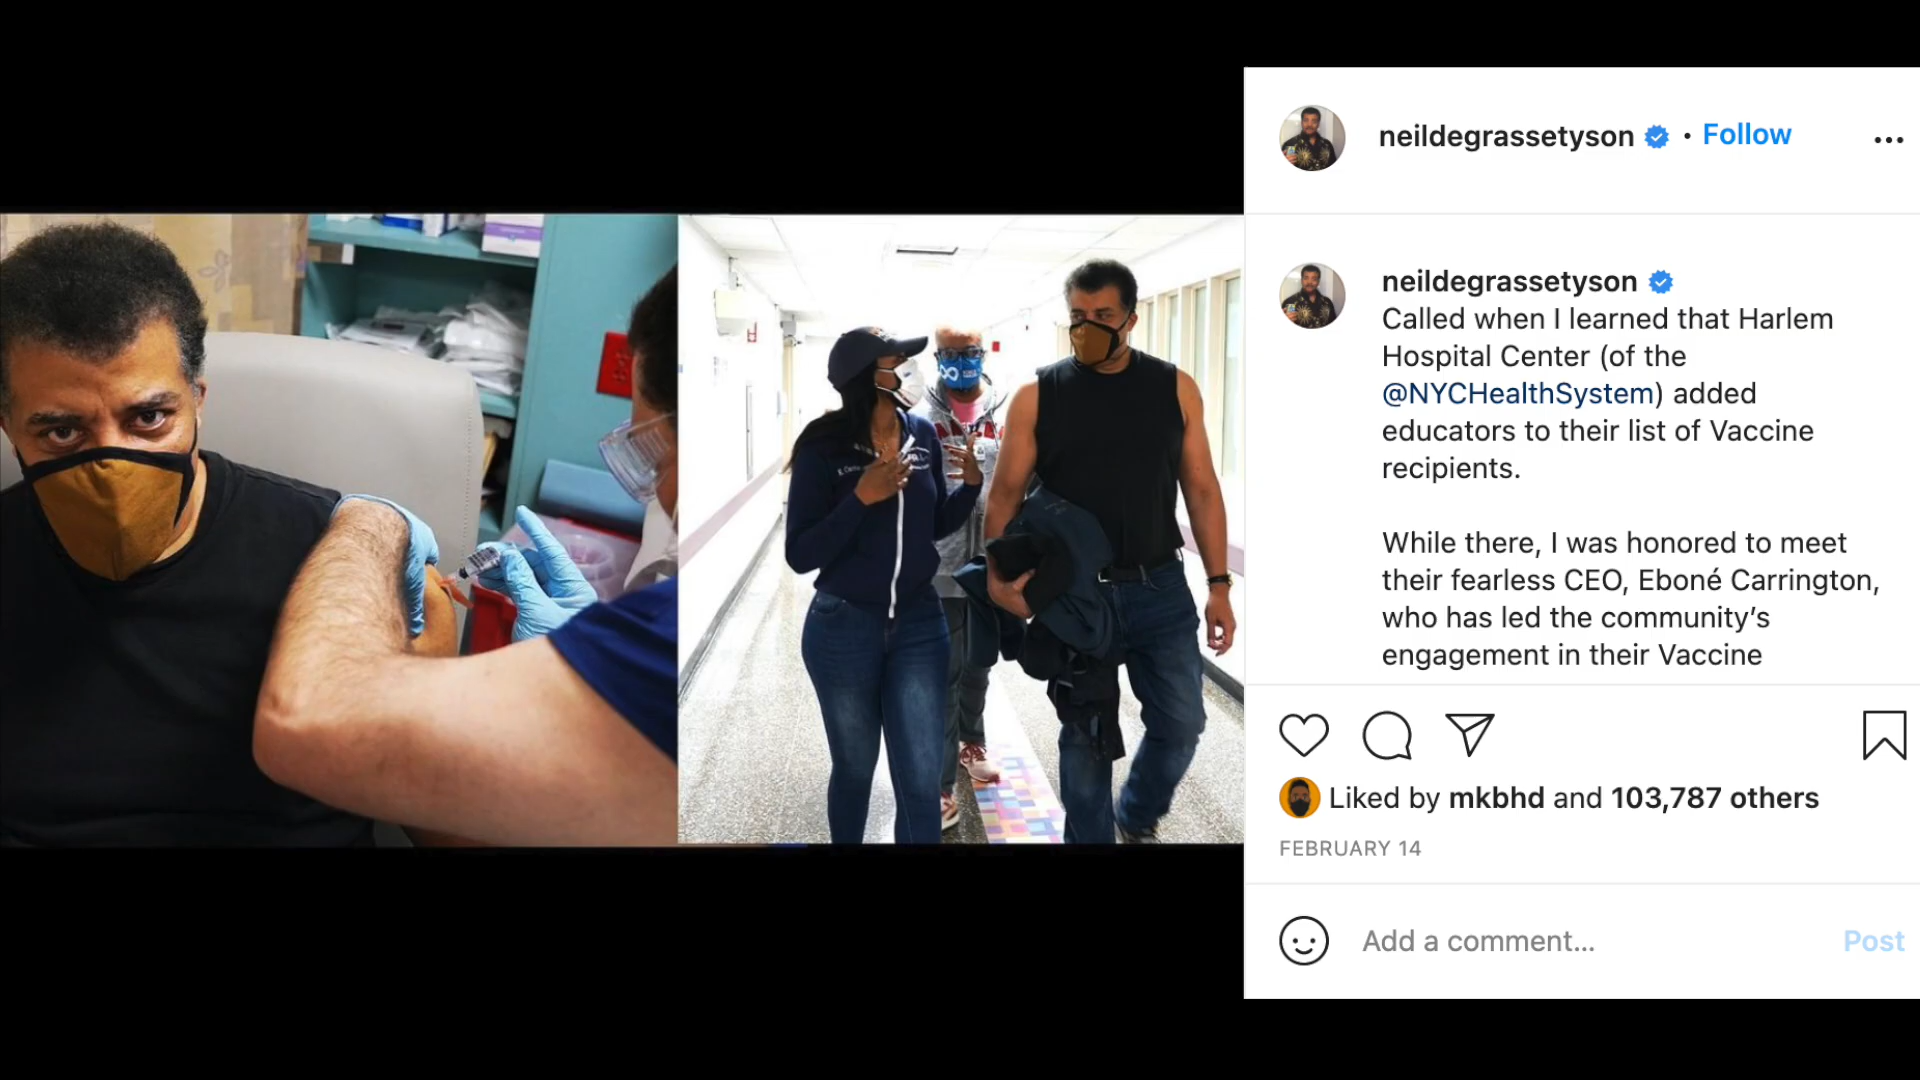 neildegrassetyson • Follow
neildegrassetyson
Called when I learned that Harlem
Hospital Center (of the
@NYCHealthSystem) added
educators to their list of Vaccine
recipients.
While there, I was honored to meet
their fearless CEO, Eboné Carrington,
who has led the community’s
engagement in their Vaccine
Liked by mkbhd and 103,787 others
FEBRUARY 14
Add a comment...
Post